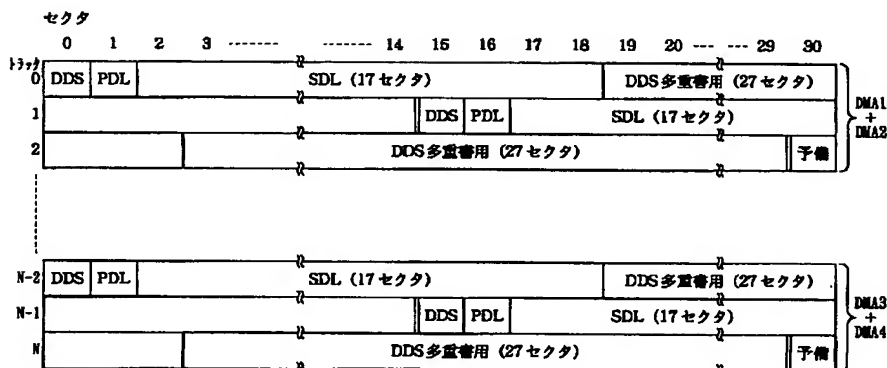 セクタ
0 1 2 3 ------- ------- 14 15 16 17 18 19 20 --- --- 29 30
トラック
0 DDS PDL SDL (17セクタ) DDS多重書用 (27セクタ)
1 DDS PDL SDL (17セクタ)
DMA1
+
DMA2
2 DDS多重書用 (27セクタ) 予備
N-2 DDS PDL SDL (17セクタ) DDS多重書用 (27セクタ)
N-1 DDS PDL SDL (17セクタ)
DMA3
+
DMA4
N DDS多重書用 (27セクタ) 予備